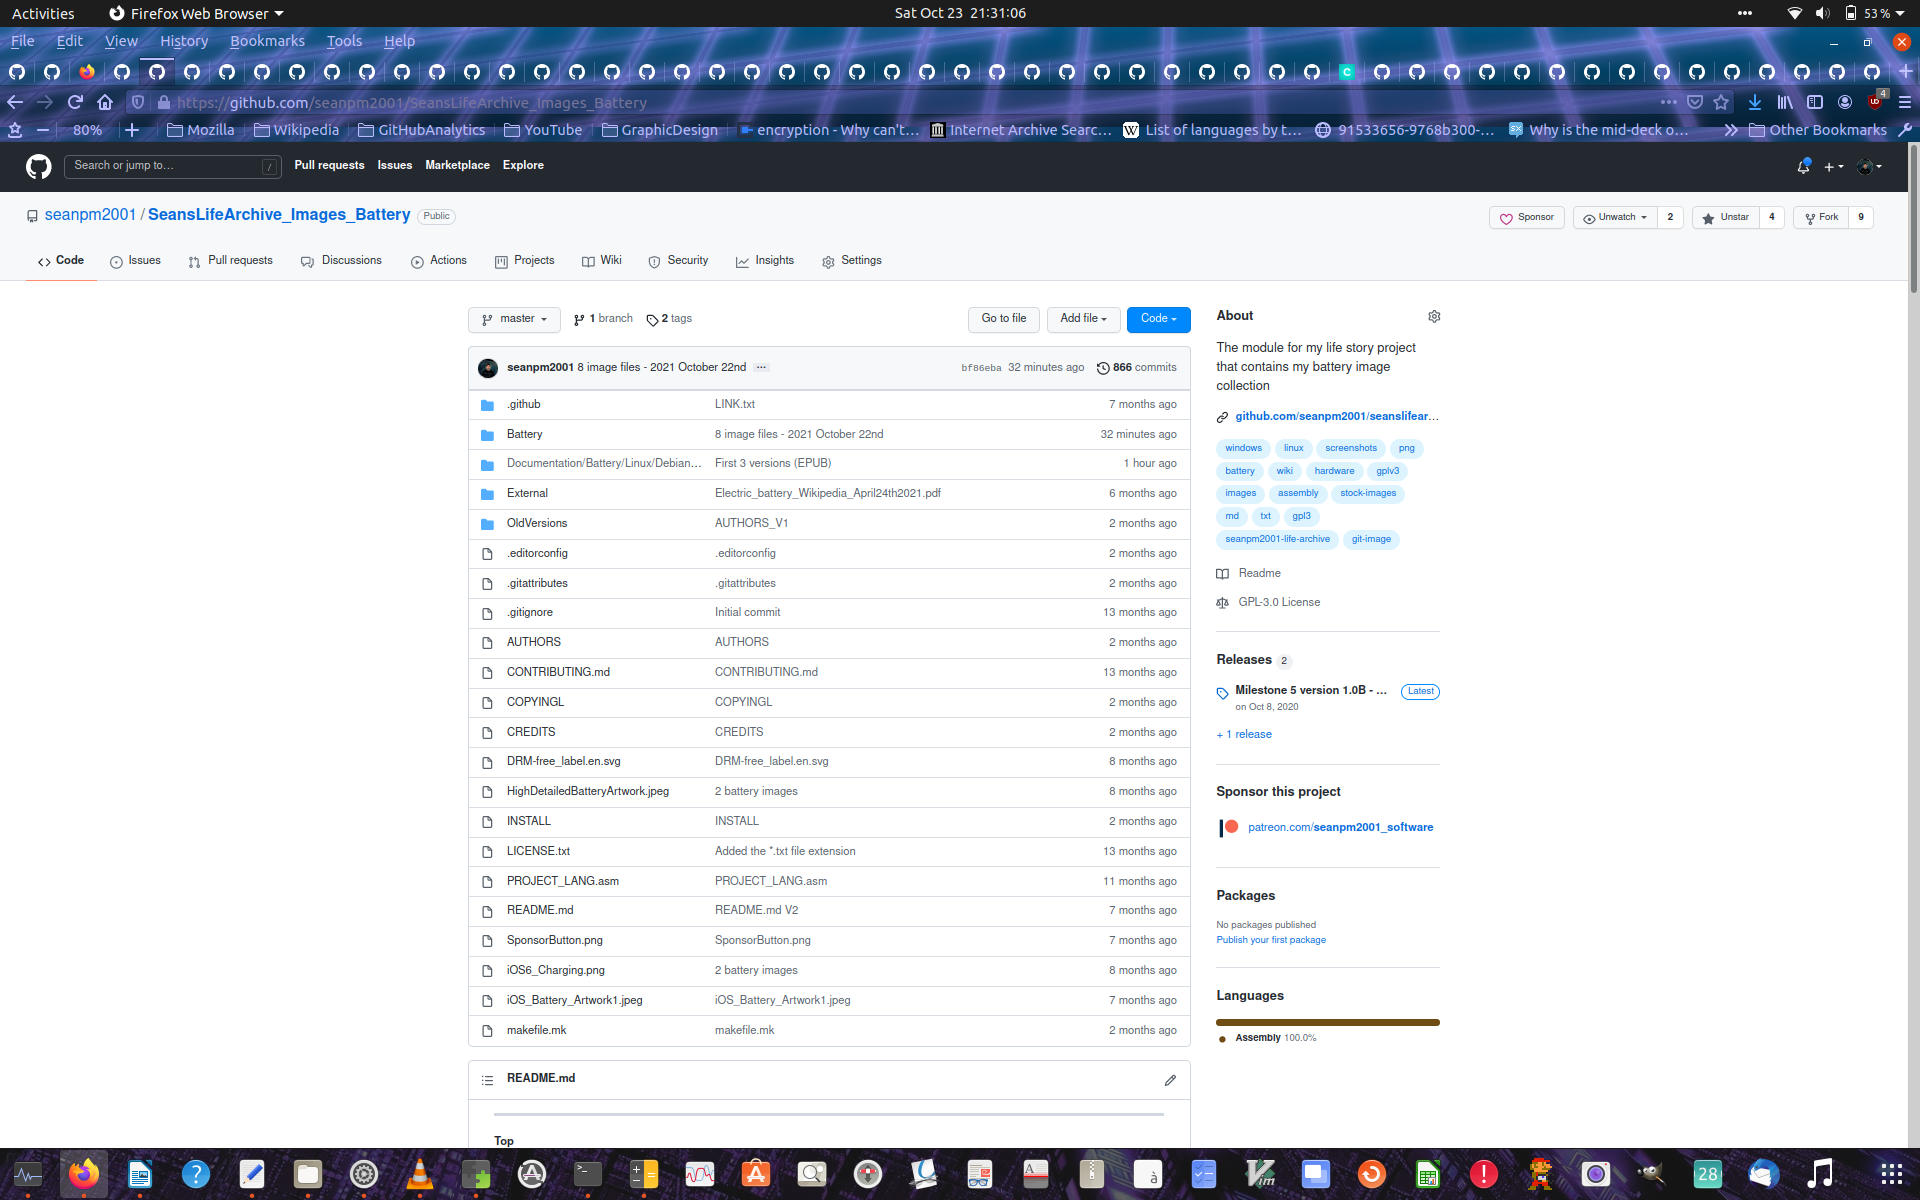 Activities Firefox Web Browser Sat Oct 23 21:31:06 53 %
File Edit View History Bookmarks Tools Help
https://github.com/seanpm2001/SeansLifeArchive_Images_Battery 4
80% Mozilla Wikipedia GitHubAnalytics YouTube GraphicDesign encryption - Why can't… Internet Archive Searc… List of languages by t… 91533656-9768b300-… Why is the mid-deck o… Other Bookmarks
Search or jump to… / Pull requests Issues Marketplace Explore
seanpm2001 / SeansLifeArchive_Images_Battery Public Sponsor Unwatch 2 Unstar 4 Fork 9
Code Issues Pull requests Discussions Actions Projects Wiki Security Insights Settings
master 1 branch 2 tags Go to file Add file Code
seanpm2001 8 image files - 2021 October 22nd ... bf86eba 32 minutes ago 866 commits
.github LINK.txt 7 months ago
Battery 8 image files - 2021 October 22nd 32 minutes ago
Documentation/Battery/Linux/Debian… First 3 versions (EPUB) 1 hour ago
External Electric_battery_Wikipedia_April24th2021.pdf 6 months ago
OldVersions AUTHORS_V1 2 months ago
.editorconfig .editorconfig 2 months ago
.gitattributes .gitattributes 2 months ago
.gitignore Initial commit 13 months ago
AUTHORS AUTHORS 2 months ago
CONTRIBUTING.md CONTRIBUTING.md 13 months ago
COPYINGL COPYINGL 2 months ago
CREDITS CREDITS 2 months ago
DRM-free_label.en.svg DRM-free_label.en.svg 8 months ago
HighDetailedBatteryArtwork.jpeg 2 battery images 8 months ago
INSTALL INSTALL 2 months ago
LICENSE.txt Added the *.txt file extension 13 months ago
PROJECT_LANG.asm PROJECT_LANG.asm 11 months ago
README.md README.md V2 7 months ago
SponsorButton.png SponsorButton.png 7 months ago
iOS6_Charging.png 2 battery images 8 months ago
iOS_Battery_Artwork1.jpeg iOS_Battery_Artwork1.jpeg 7 months ago
makefile.mk makefile.mk 2 months ago
README.md
Top
About
The module for my life story project
that contains my battery image
collection
github.com/seanpm2001/seanslifear…
windows linux screenshots png
battery wiki hardware gplv3
images assembly stock-images
md txt gpl3
seanpm2001-life-archive git-image
Readme
GPL-3.0 License
Releases 2
Milestone 5 version 1.0B - … Latest
on Oct 8, 2020
+ 1 release
Sponsor this project
patreon.com/seanpm2001_software
Packages
No packages published
Publish your first package
Languages
Assembly 100.0%
28